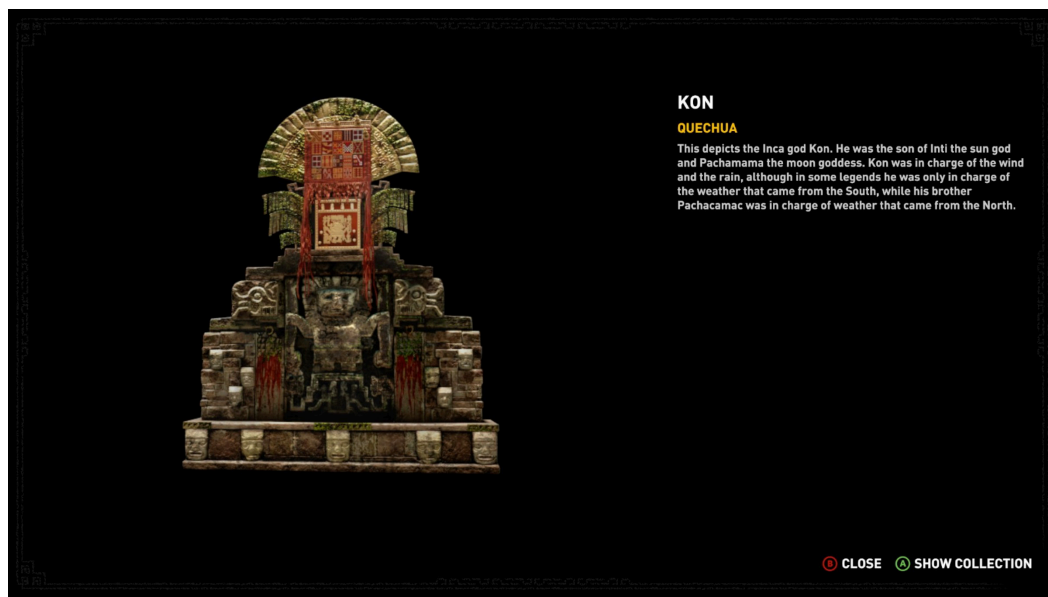 KON
QUECHUA
This depicts the Inca god Kon. He was the son of Inti the sun god
and Pachamama the moon goddess. Kon was in charge of the wind
and the rain, although in some legends he was only in charge of
the weather that came from the South, while his brother
Pachacamac was in charge of weather that came from the North.
B CLOSE A SHOW COLLECTION